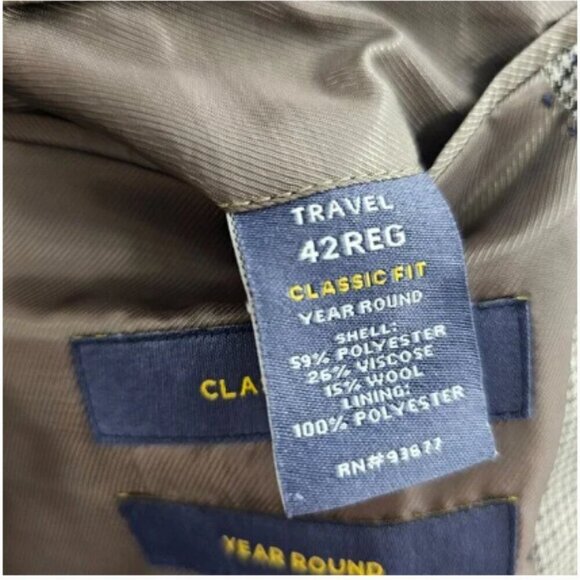 TRAVEL
42REG
CLASSIC FIT
YEAR ROUND
SHELL:
59% POLYESTER
26% VISCOSE
15% WOOL
LINING:
100% POLYESTER
RN#93677
CLA
YEAR ROUND